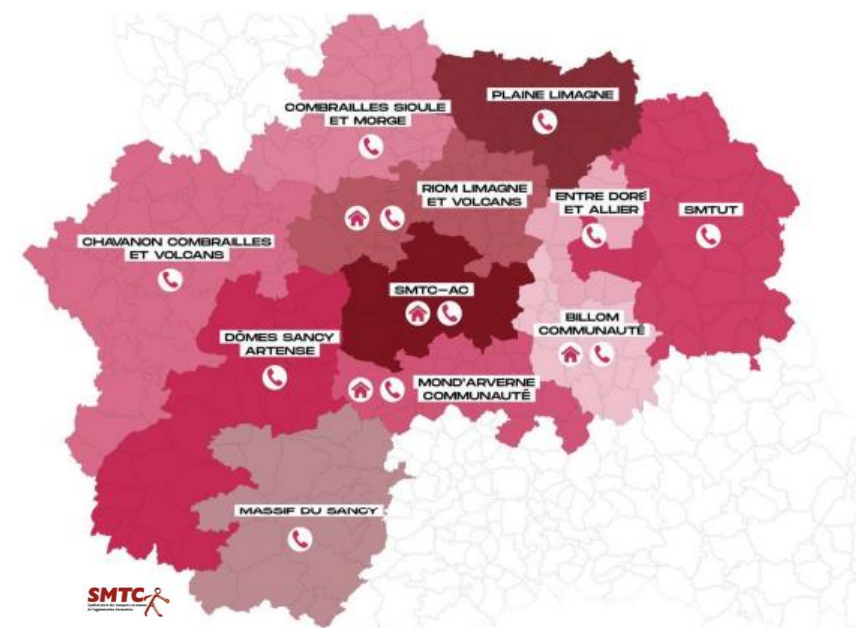 COMBRAILLES SIOULE
ET MORGE
PLAINE LIMAGNE
RIOM LIMAGNE
ET VOLCANS
ENTRE DORE
ET ALLIER
SMTUT
CHAVANON COMBRAILLES
ET VOLCANS
SMTC-AC
BILLOM
COMMUNAUTÉ
DÔMES SANCY
ARTENSE
MOND'ARVERNE
COMMUNAUTÉ
MASSIF DU SANCY
SMTC